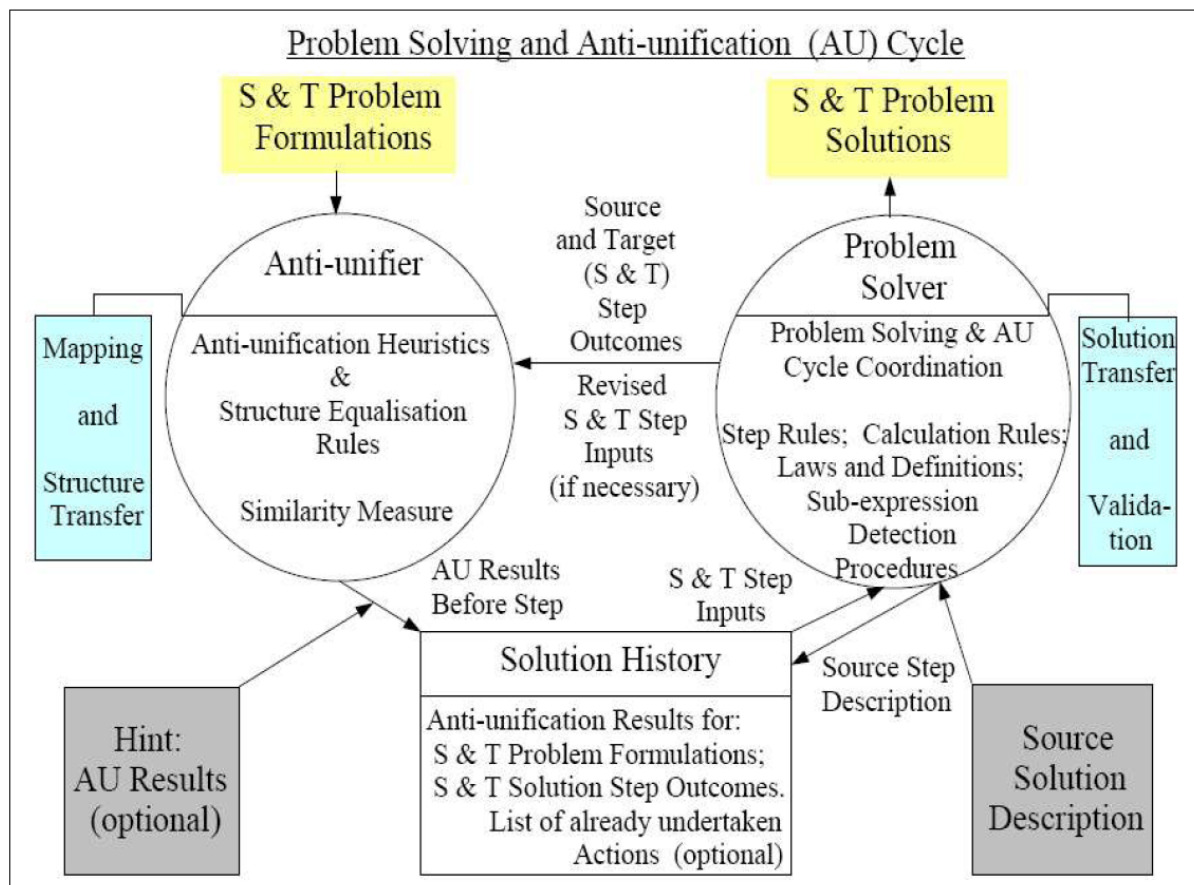 Problem Solving and Anti-unification (AU) Cycle
S & T Problem
Formulations
S & T Problem
Solutions
Source
and Target
(S & T)
Step
Outcomes
Revised
S & T Step
Inputs
(if necessary)
Anti-unifier
Anti-unification Heuristics
&
Structure Equalisation
Rules
Similarity Measure
Problem
Solver
Problem Solving & AU
Cycle Coordination
Step Rules; Calculation Rules;
Laws and Definitions;
Sub-expression
Detection
Procedures
Mapping
and
Structure
Transfer
Solution
Transfer
and
Valida-
tion
AU Results
Before Step
S & T Step
Inputs
Source Step
Description
Solution History
Anti-unification Results for:
S & T Problem Formulations;
S & T Solution Step Outcomes.
List of already undertaken
Actions (optional)
Hint:
AU Results
(optional)
Source
Solution
Description